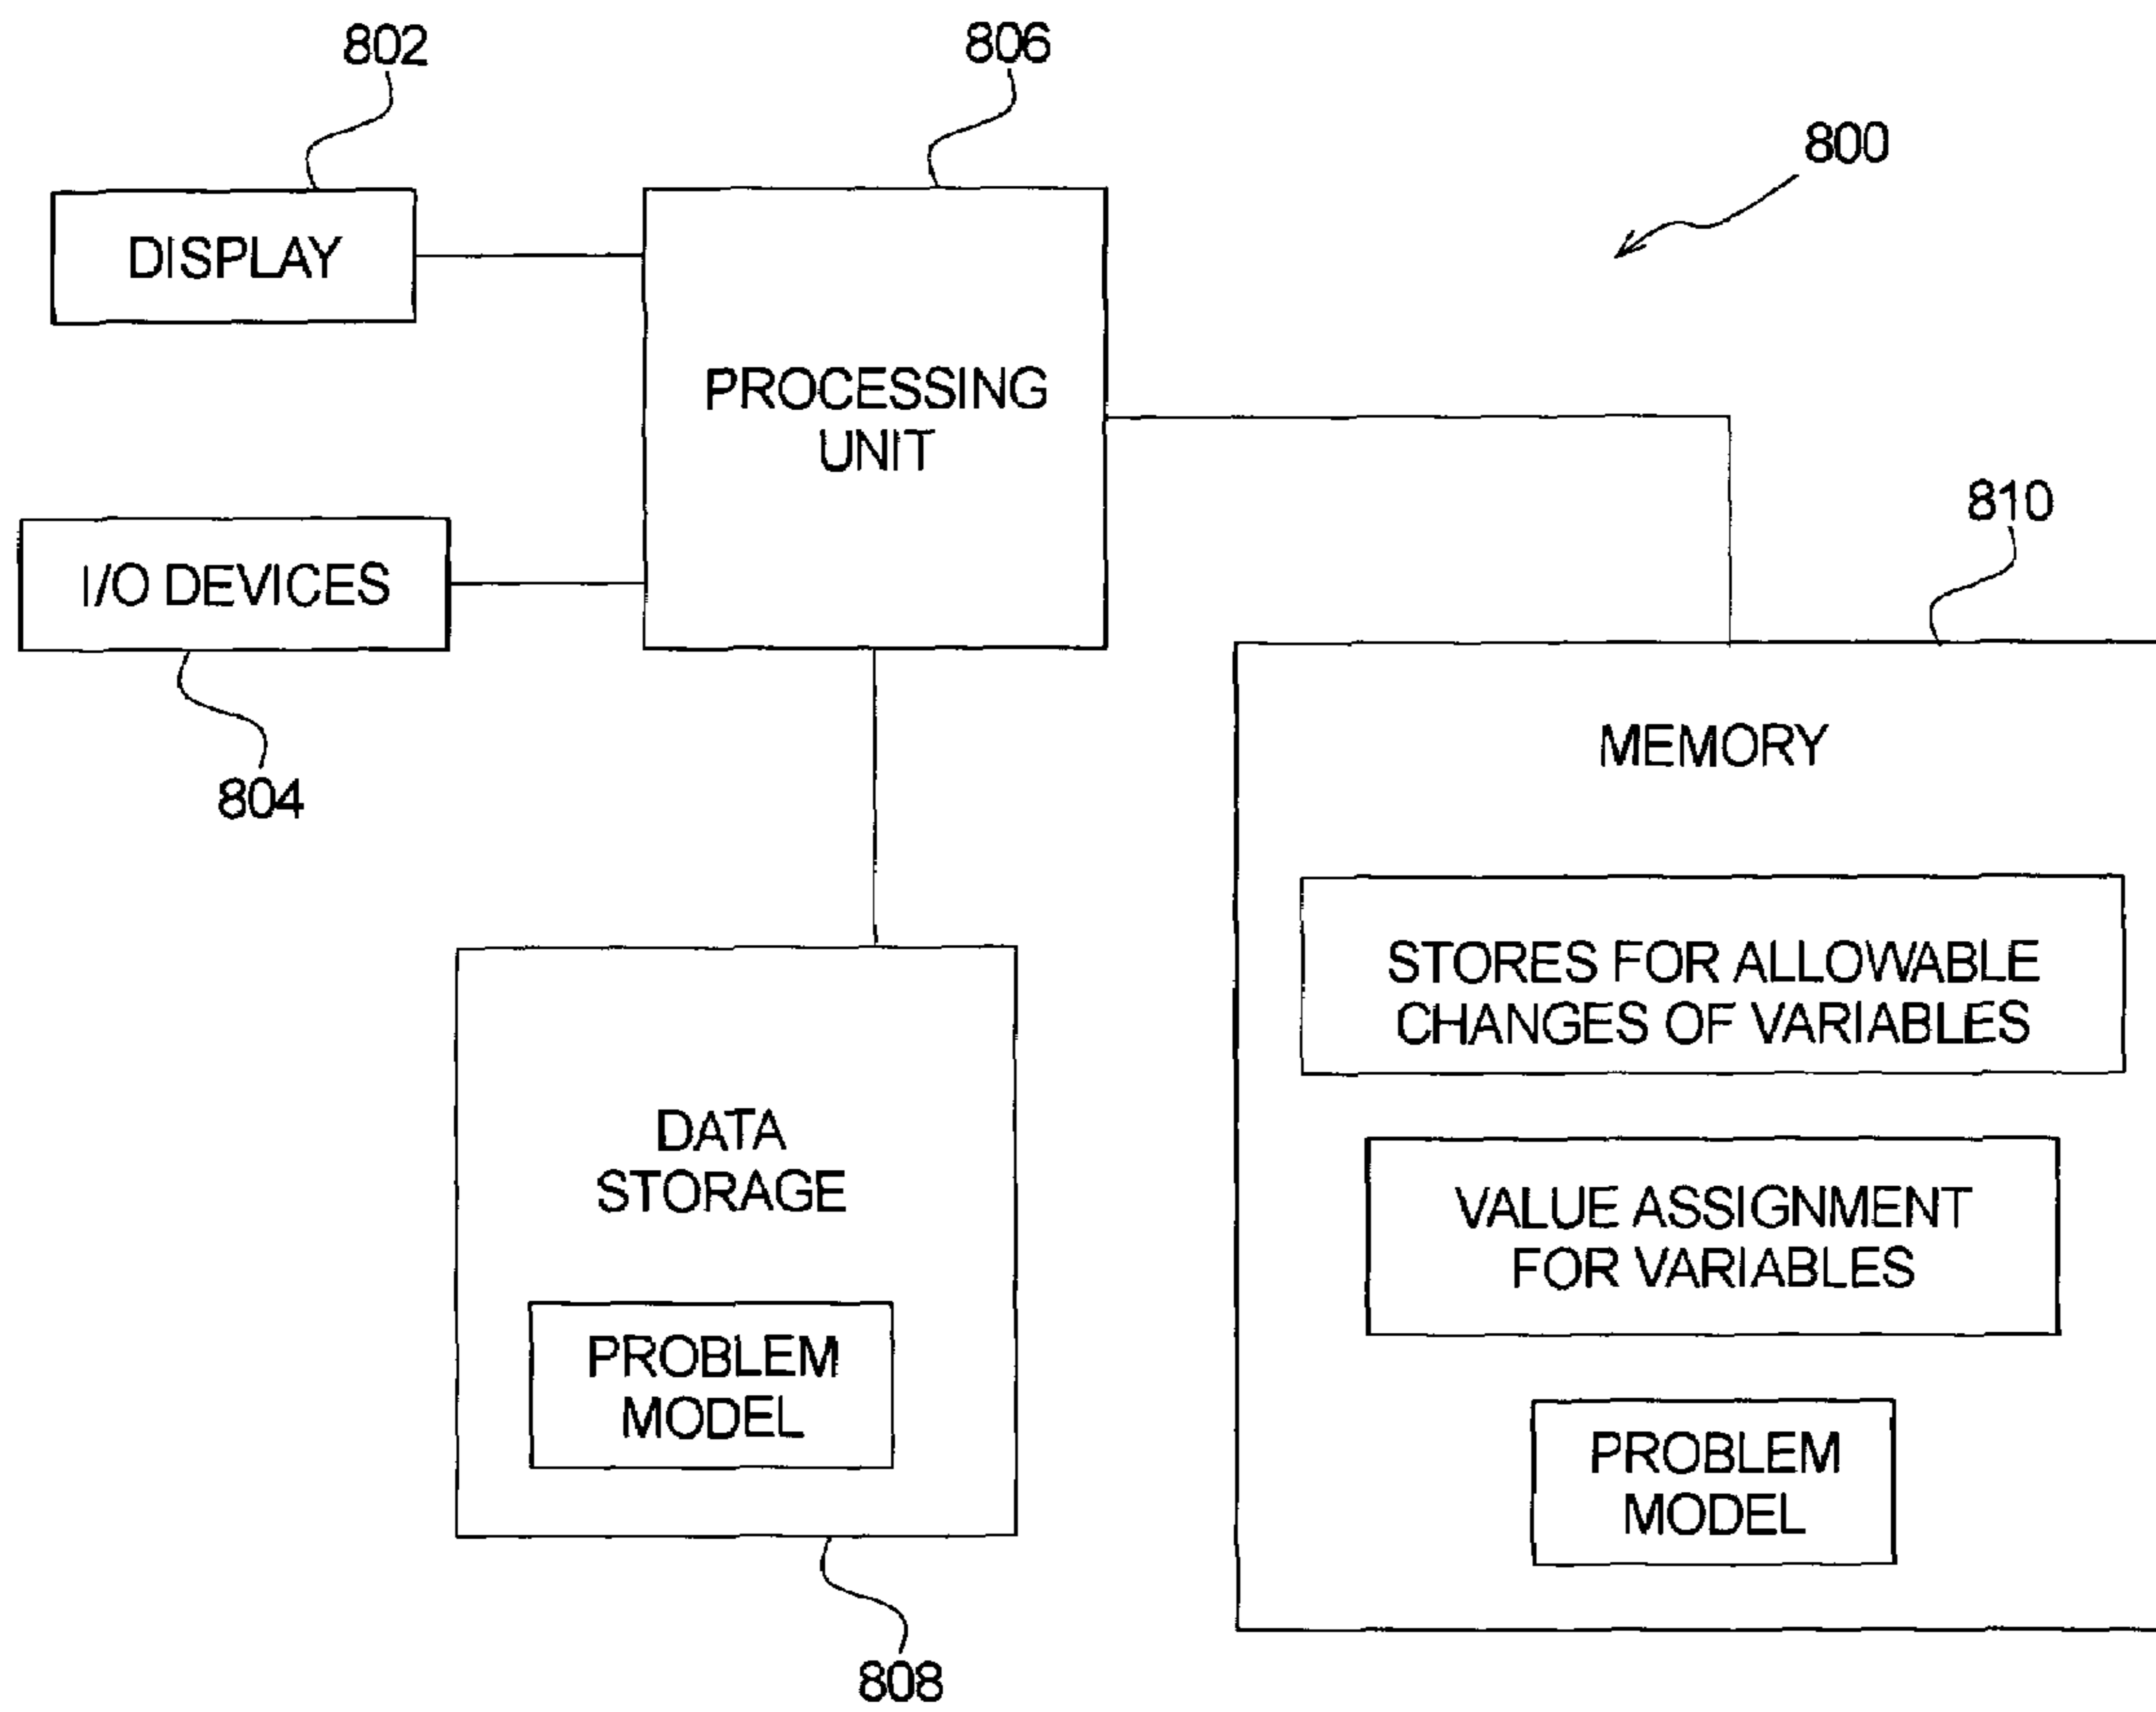 802
806
800
DISPLAY
PROCESSING
UNIT
810
I/O DEVICES
804
MEMORY
STORES FOR ALLOWABLE
CHANGES OF VARIABLES
DATA
STORAGE
VALUE ASSIGNMENT
FOR VARIABLES
PROBLEM
MODEL
PROBLEM
MODEL
808